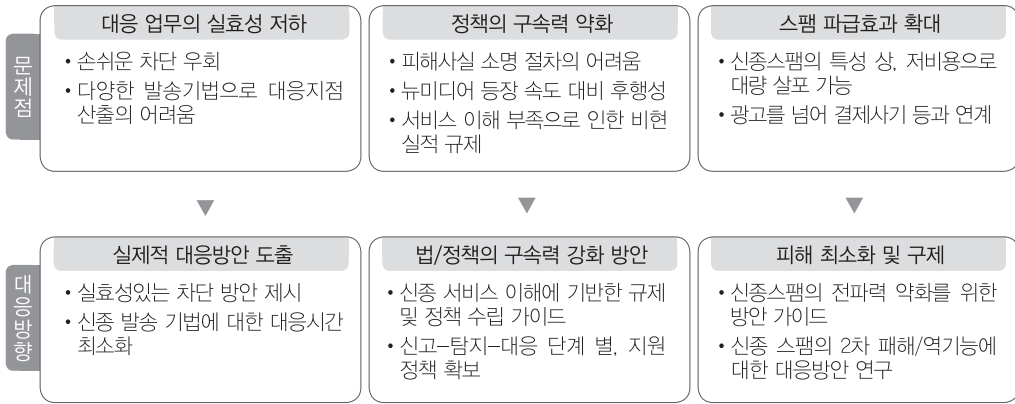 문제점
대응 업무의 실효성 저하
• 손쉬운 차단 우회
• 다양한 발송기법으로 대응지점
산출의 어려움
정책의 구속력 약화
• 피해사실 소명 절차의 어려움
• 뉴미디어 등장 속도 대비 후행성
• 서비스 이해 부족으로 인한 비현
실적 규제
스팸 파급효과 확대
• 신종스팸의 특성 상, 저비용으로
대량 살포 가능
• 광고를 넘어 결제사기 등과 연계
대응방향
실제적 대응방안 도출
• 실효성있는 차단 방안 제시
• 신종 발송 기법에 대한 대응시간
최소화
법/정책의 구속력 강화 방안
• 신종 서비스 이해에 기반한 규제
및 정책 수립 가이드
• 신고–탐지–대응 단계 별, 지원
정책 확보
피해 최소화 및 구제
• 신종스팸의 전파력 약화를 위한
방안 가이드
• 신종 스팸의 2차 패해/역기능에
대한 대응방안 연구